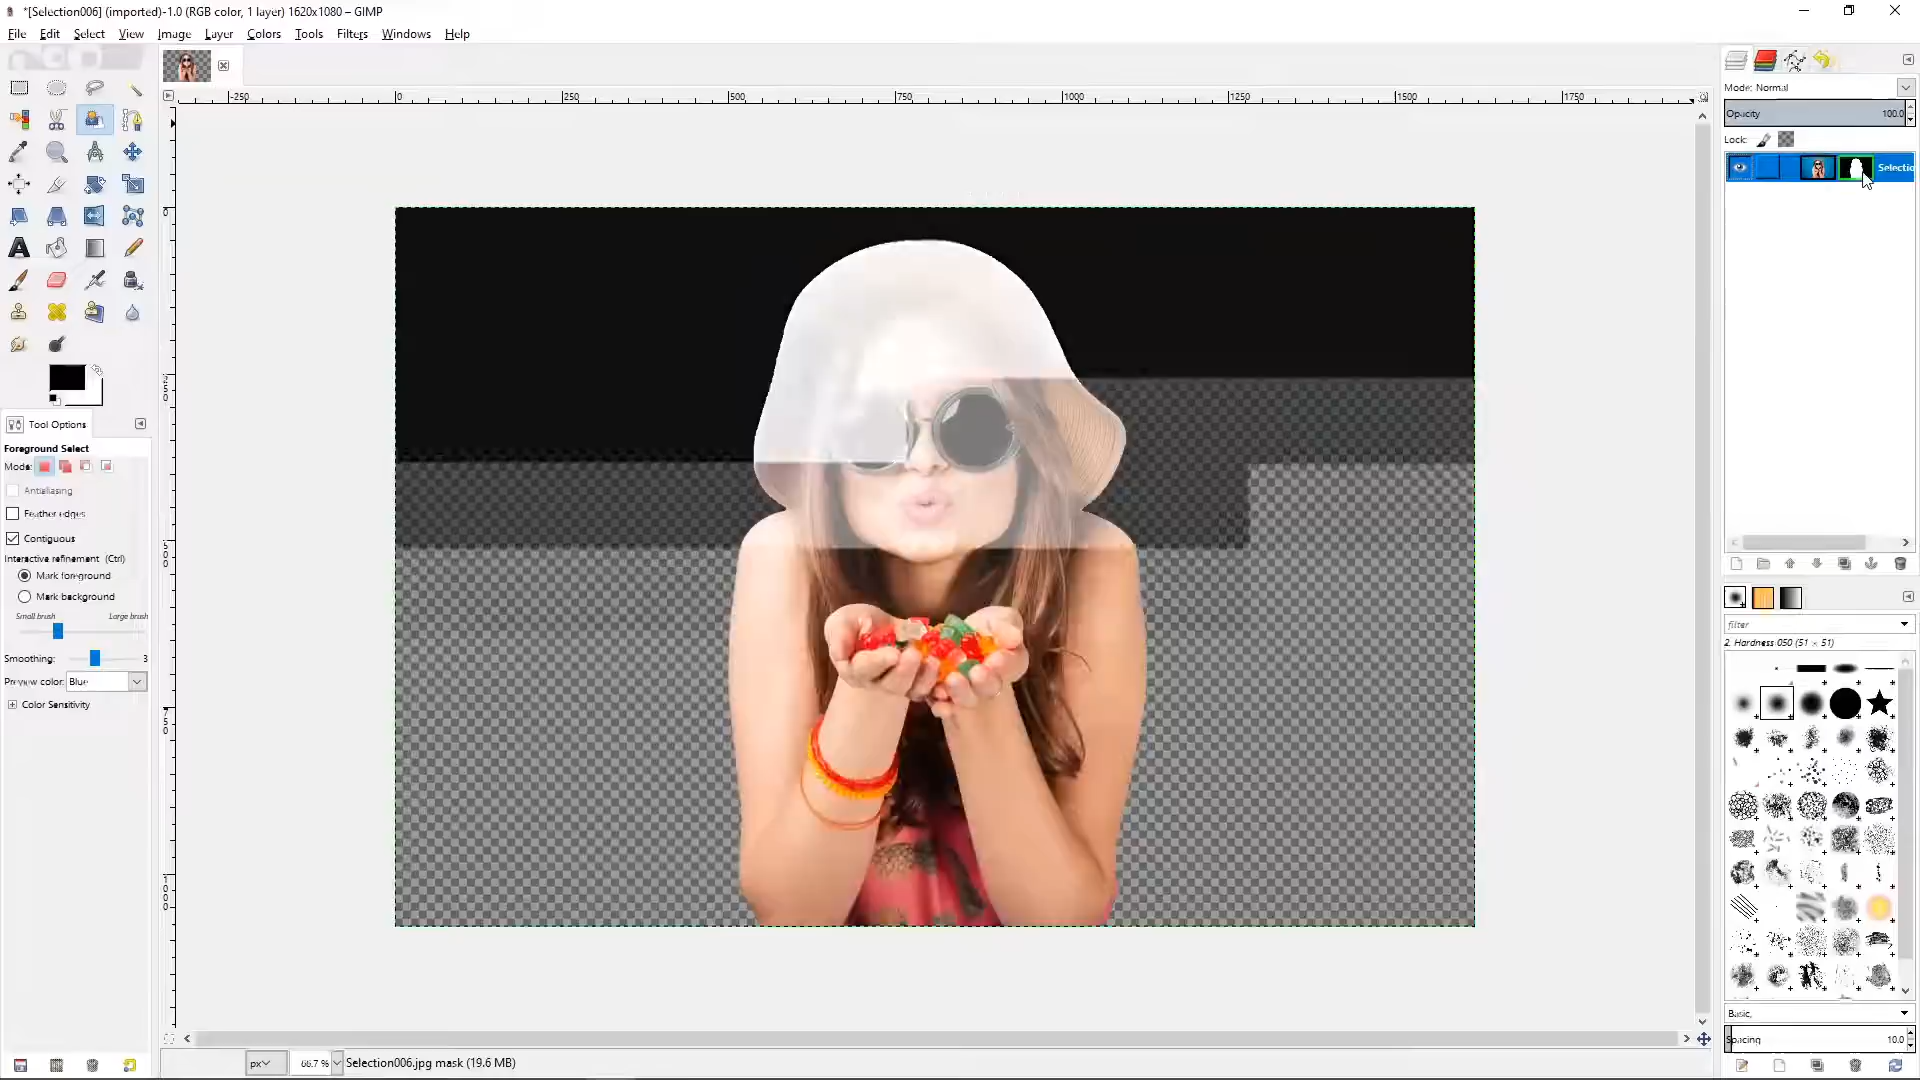 *[Selection006] (imported)-1.0 (RGB color, 1 layer) 1620x1080 – GIMP
File Edit Select View Image Layer Colors Tools Filters Windows Help
-250 0 250 500 750 1000 1250 1500 1750
Mode: Normal
Opacity 100.0
Lock:
Selectio
Tool Options
Foreground Select
Mode:
Antialiasing
Feather edges
Contiguous
Interactive refinement (Ctrl)
Mark foreground
Mark background
Small brush Large brush
Smoothing: 3
Preview color: Blue
Color Sensitivity
filter
2. Hardness 050 (51 × 51)
Basic,
Spacing 10.0
px 66.7 % Selection006.jpg mask (19.6 MB)